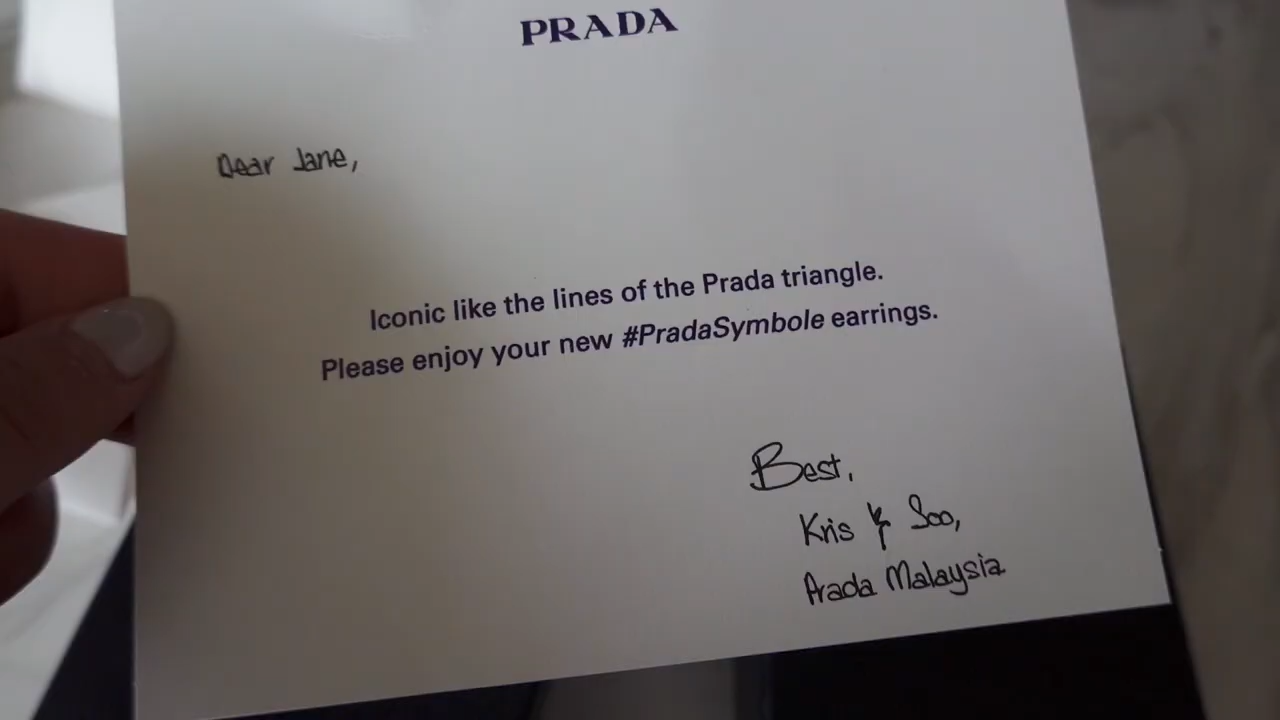 PRADA
Dear Jane,
Iconic like the lines of the Prada triangle.
Please enjoy your new #PradaSymbole earrings.
Best,
Kris & Soo,
Prada Malaysia